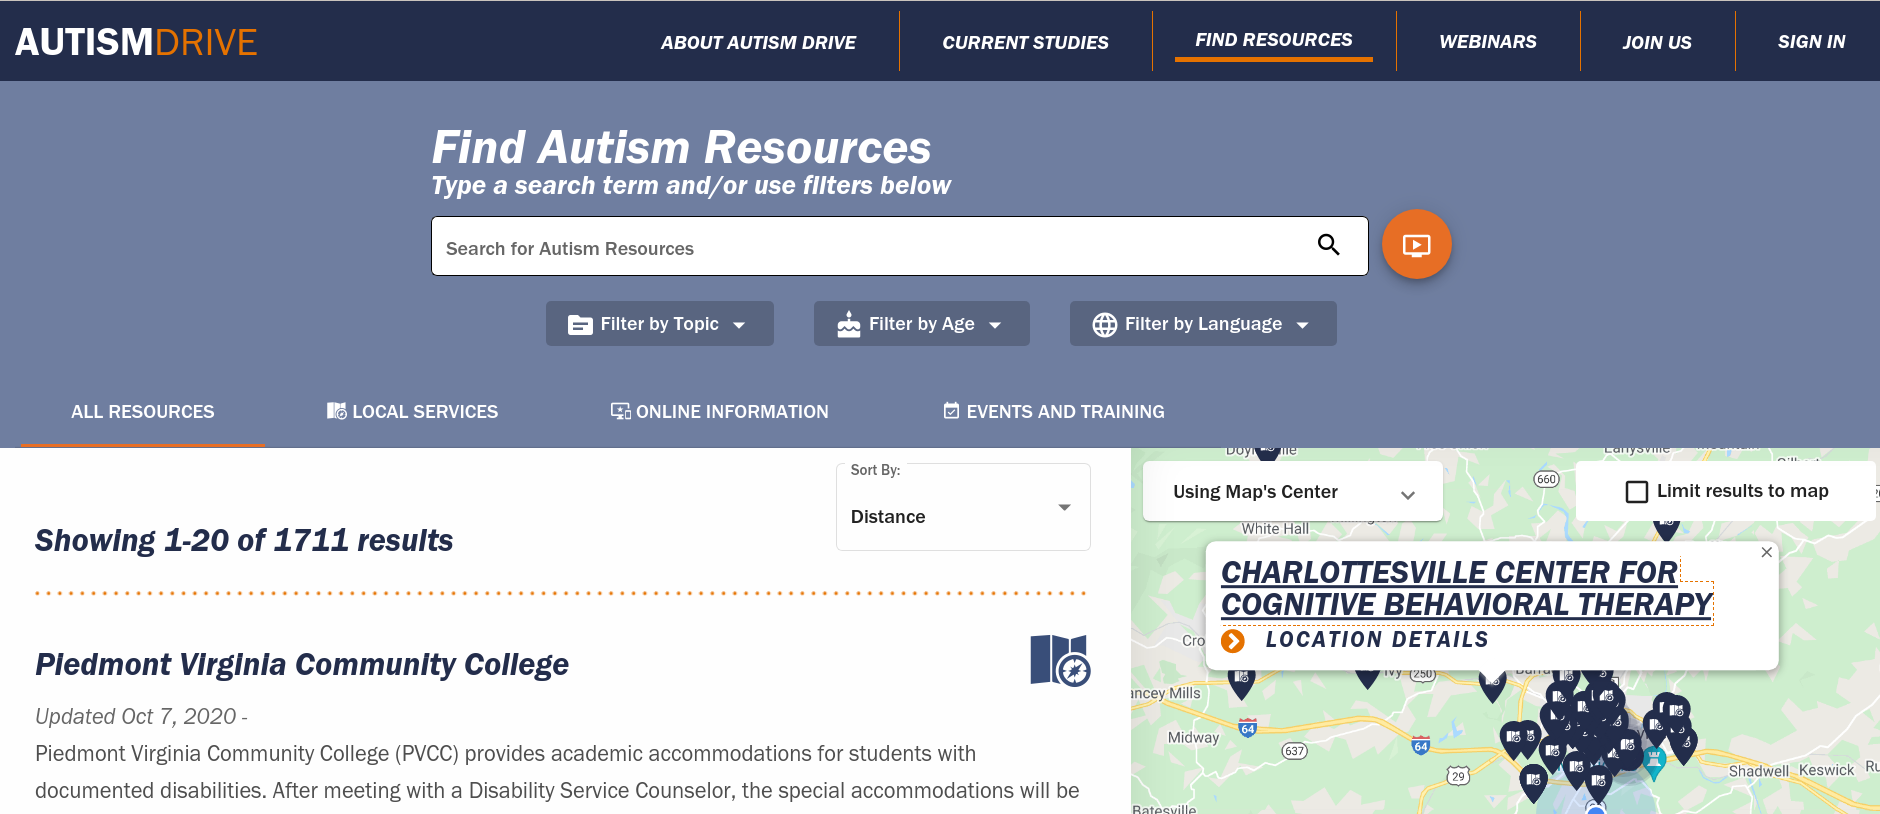 AUTISMDRIVE
ABOUT AUTISM DRIVE
CURRENT STUDIES
FIND RESOURCES
WEBINARS
JOIN US
SIGN IN
Find Autism Resources
Type a search term and/or use filters below
Search for Autism Resources
Filter by Topic
Filter by Age
Filter by Language
ALL RESOURCES
LOCAL SERVICES
ONLINE INFORMATION
EVENTS AND TRAINING
Sort By:
Distance
Showing 1-20 of 1711 results
Piedmont Virginia Community College
Updated Oct 7, 2020 -
Piedmont Virginia Community College (PVCC) provides academic accommodations for students with
documented disabilities. After meeting with a Disability Service Counselor, the special accommodations will be
Using Map's Center
660
Limit results to map
White Hall
CHARLOTTESVILLE CENTER FOR
COGNITIVE BEHAVIORAL THERAPY
LOCATION DETAILS
Ivy
250
Mills
64
Midway
637
64
29
Shadwell
Keswick
Batesville